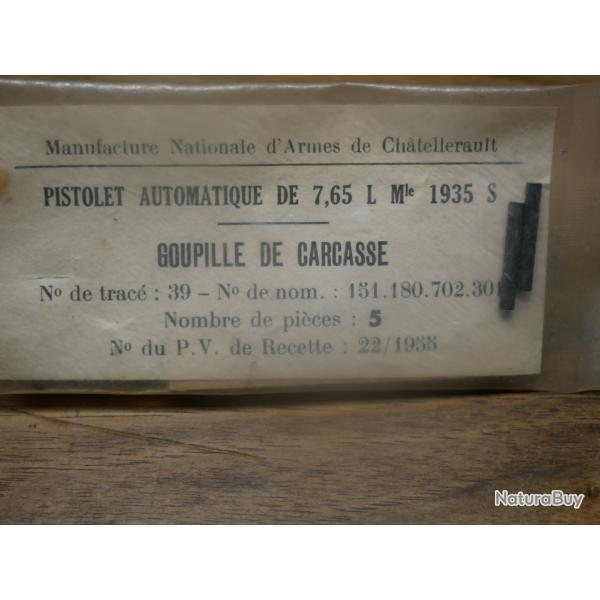 Manufacture Nationale d'Armes de Châtellerault
PISTOLET AUTOMATIQUE DE 7,65 L Mle 1935 S
GOUPILLE DE CARCASSE
No de tracé : 39 – No de nom. : 151.180.702.301
Nombre de pièces : 5
No du P.V. de Recette : 22/1955
NaturaBuy